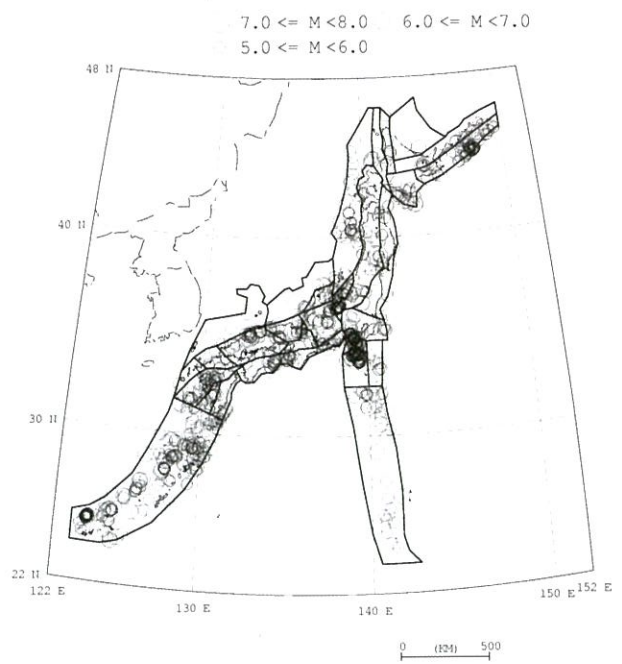 7.0 <= M <8.0 6.0 <= M <7.0
5.0 <= M <6.0
48 N
40 N
30 N
22 N
122 E
130 E
140 E
150 E
152 E
0 (KM) 500